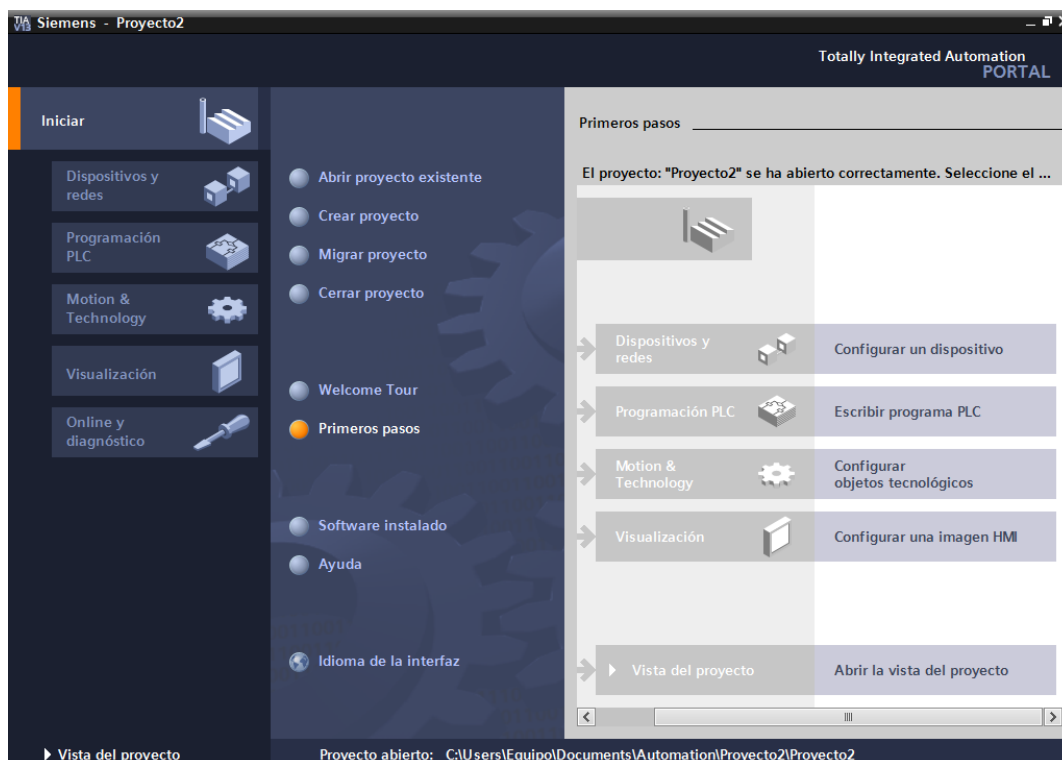 TIA
V13
Siemens - Proyecto2
Totally Integrated Automation
PORTAL
Iniciar
Dispositivos y
redes
Programación
PLC
Motion &
Technology
Visualización
Online y
diagnóstico
Abrir proyecto existente
Crear proyecto
Migrar proyecto
Cerrar proyecto
Welcome Tour
Primeros pasos
Software instalado
Ayuda
Idioma de la interfaz
Primeros pasos
El proyecto: "Proyecto2" se ha abierto correctamente. Seleccione el ...
Dispositivos y
redes
Configurar un dispositivo
Programación PLC
Escribir programa PLC
Motion &
Technology
Configurar
objetos tecnológicos
Visualización
Configurar una imagen HMI
Vista del proyecto
Abrir la vista del proyecto
Vista del proyecto
Proyecto abierto: C:\Users\Equipo\Documents\Automation\Proyecto2\Proyecto2